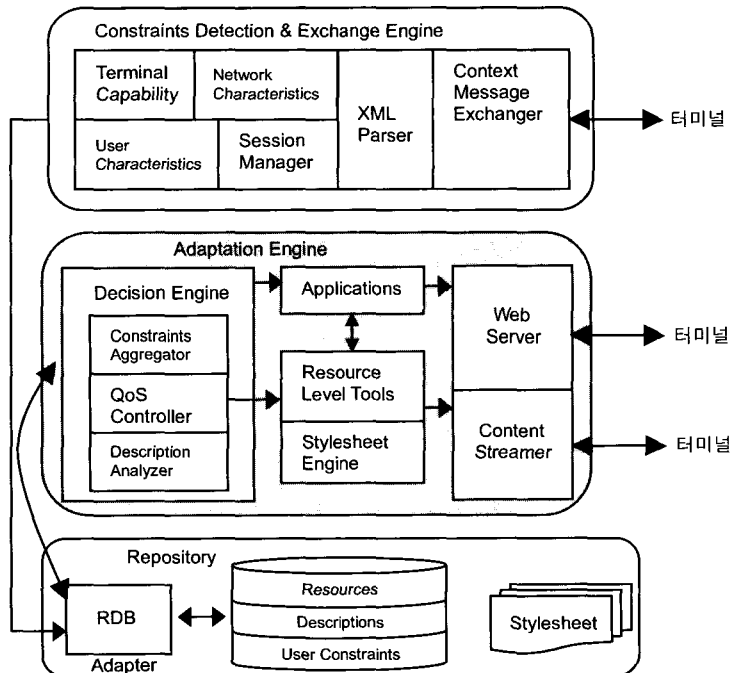 Constraints Detection & Exchange Engine
Terminal
Capability
Network
Characteristics
User
Characteristics
Session
Manager
XML
Parser
Context
Message
Exchanger
터미널
Adaptation Engine
Decision Engine
Constraints
Aggregator
QoS
Controller
Description
Analyzer
Applications
Resource
Level Tools
Stylesheet
Engine
Web
Server
Content
Streamer
터미널
터미널
Repository
RDB
Adapter
Resources
Descriptions
User Constraints
Stylesheet